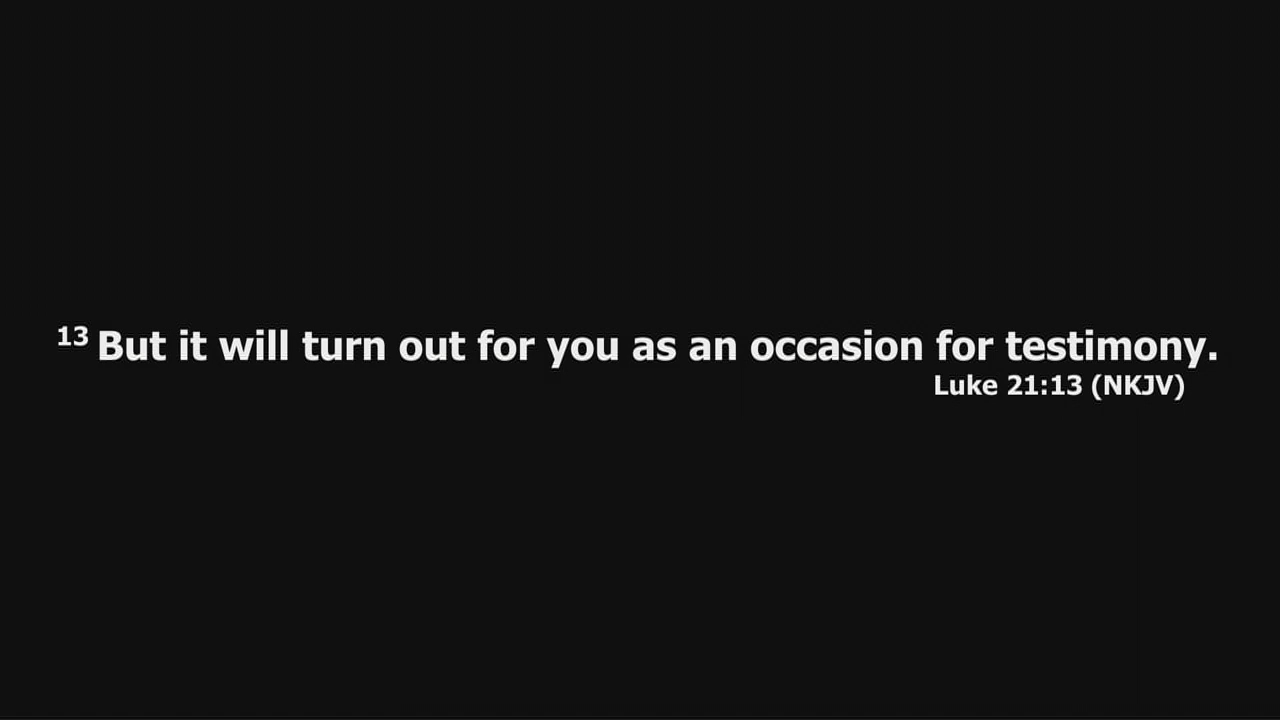 13 But it will turn out for you as an occasion for testimony.
Luke 21:13 (NKJV)